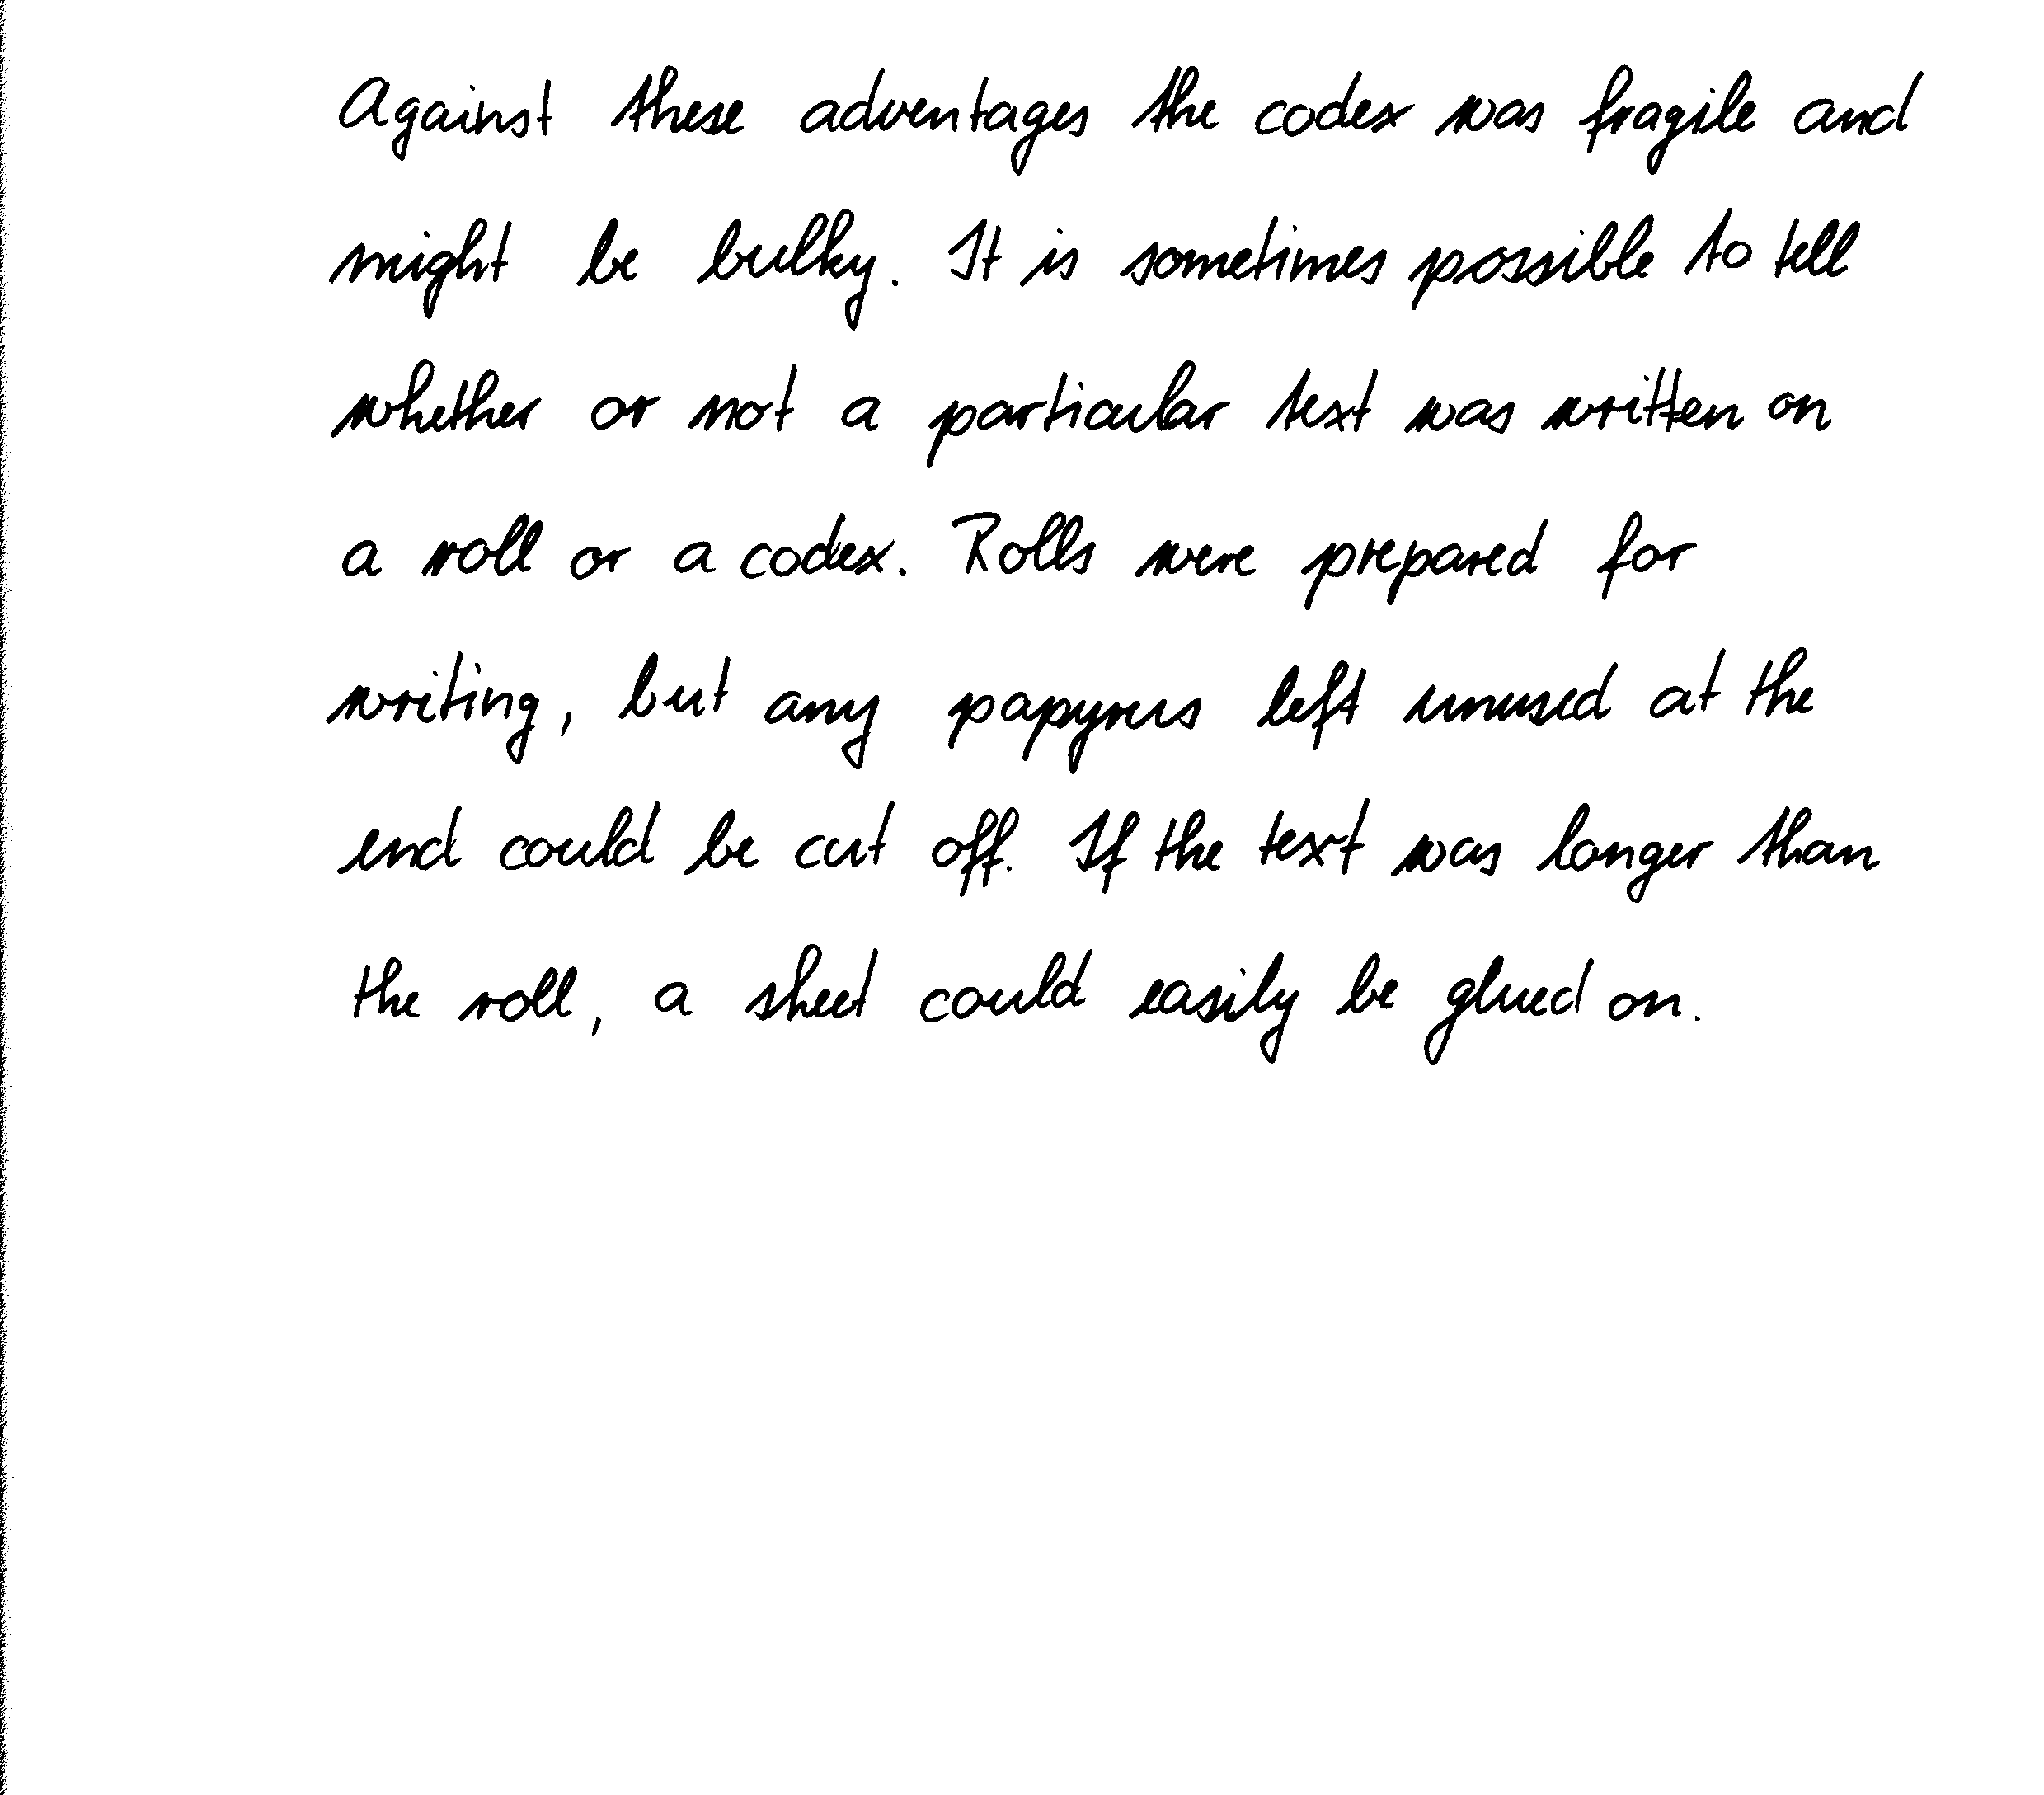 Against these adventages the codex was fragile and
might be bulky. It is sometimes possible to tell
whether or not a particular text was written on
a roll or a codex. Rolls were prepared for
writing, but any papyrus left unused at the
end could be cut off. If the text was longer than
the roll, a sheet could easily be glued on.